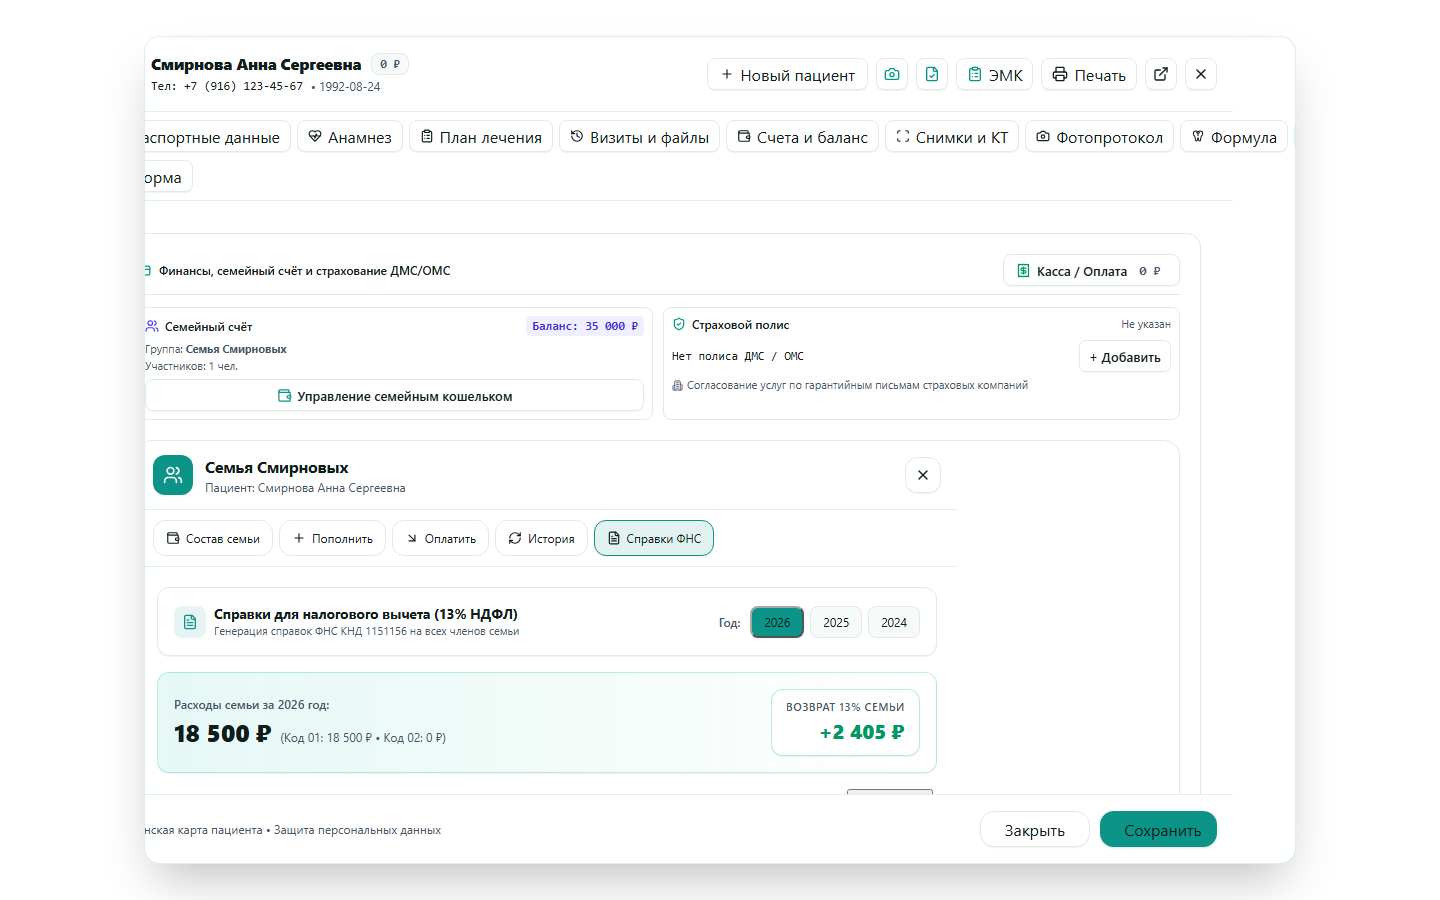 Смирнова Анна Сергеевна 0 ₽
Тел: +7 (916) 123-45-67 • 1992-08-24
Новый пациент
ЭМК
Печать
аспортные данные
Анамнез
План лечения
Визиты и файлы
Счета и баланс
Снимки и КТ
Фотопротокол
Формула
орма
Финансы, семейный счёт и страхование ДМС/ОМС
Касса / Оплата 0 ₽
Семейный счёт
Баланс: 35 000 ₽
Группа: Семья Смирновых
Участников: 1 чел.
Управление семейным кошельком
Страховой полис
Не указан
Нет полиса ДМС / ОМС
+ Добавить
Согласование услуг по гарантийным письмам страховых компаний
Семья Смирновых
Пациент: Смирнова Анна Сергеевна
Состав семьи
Пополнить
Оплатить
История
Справки ФНС
Справки для налогового вычета (13% НДФЛ)
Генерация справок ФНС КНД 1151156 на всех членов семьи
Год:
2026
2025
2024
Расходы семьи за 2026 год:
18 500 ₽ (Код 01: 18 500 ₽ • Код 02: 0 ₽)
ВОЗВРАТ 13% СЕМЬИ
+2 405 ₽
нская карта пациента • Защита персональных данных
Закрыть
Сохранить